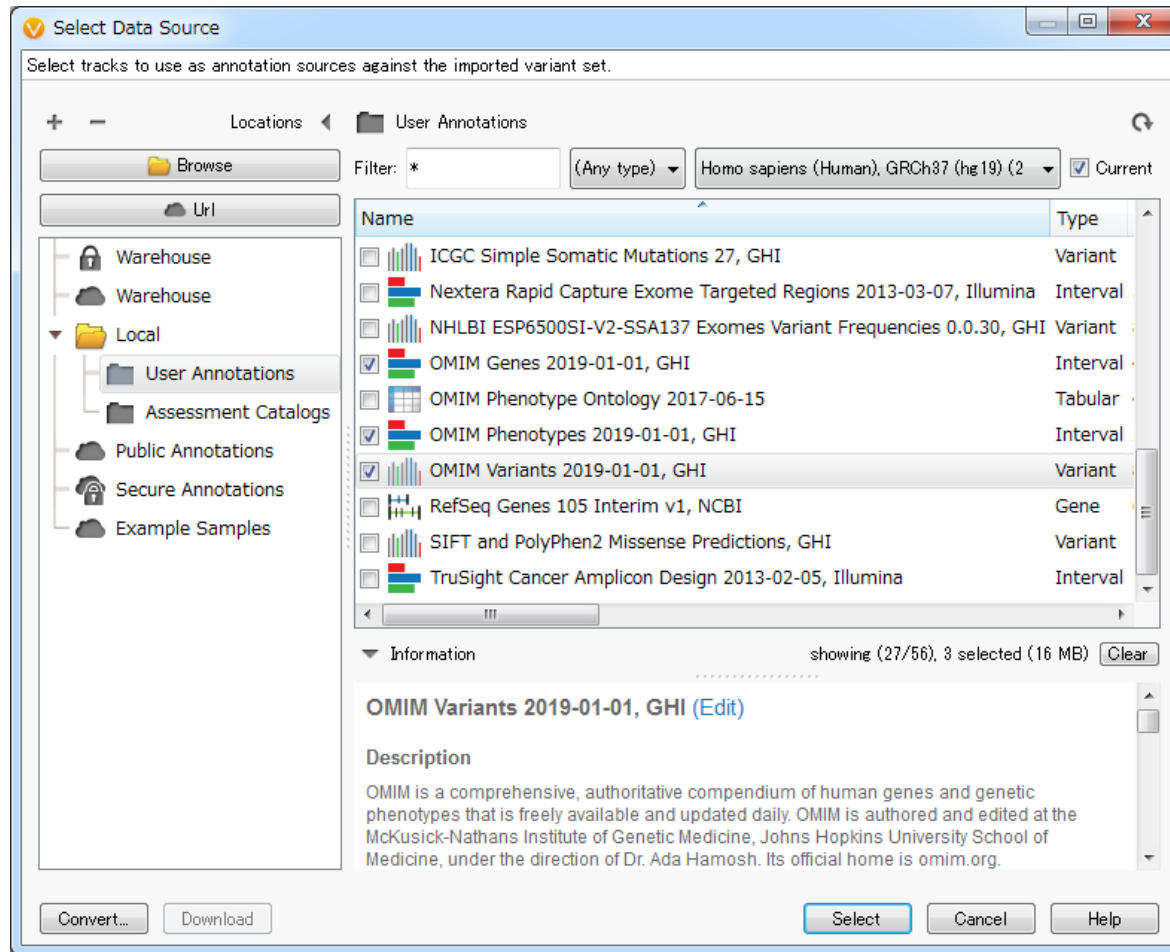 Select Data Source
Select tracks to use as annotation sources against the imported variant set.
Locations
Browse
Url
Warehouse
Warehouse
Local
User Annotations
Assessment Catalogs
Public Annotations
Secure Annotations
Example Samples
User Annotations
Filter: * (Any type) Homo sapiens (Human), GRCh37 (hg19) (2 Current
Name Type
ICGC Simple Somatic Mutations 27, GHI Variant
Nextera Rapid Capture Exome Targeted Regions 2013-03-07, Illumina Interval
NHLBI ESP6500SI-V2-SSA137 Exomes Variant Frequencies 0.0.30, GHI Variant
OMIM Genes 2019-01-01, GHI Interval
OMIM Phenotype Ontology 2017-06-15 Tabular
OMIM Phenotypes 2019-01-01, GHI Interval
OMIM Variants 2019-01-01, GHI Variant
RefSeq Genes 105 Interim v1, NCBI Gene
SIFT and PolyPhen2 Missense Predictions, GHI Variant
TruSight Cancer Amplicon Design 2013-02-05, Illumina Interval
Information showing (27/56), 3 selected (16 MB) Clear
OMIM Variants 2019-01-01, GHI (Edit)
Description
OMIM is a comprehensive, authoritative compendium of human genes and genetic
phenotypes that is freely available and updated daily. OMIM is authored and edited at the
McKusick-Nathans Institute of Genetic Medicine, Johns Hopkins University School of
Medicine, under the direction of Dr. Ada Hamosh. Its official home is omim.org.
Convert... Download Select Cancel Help